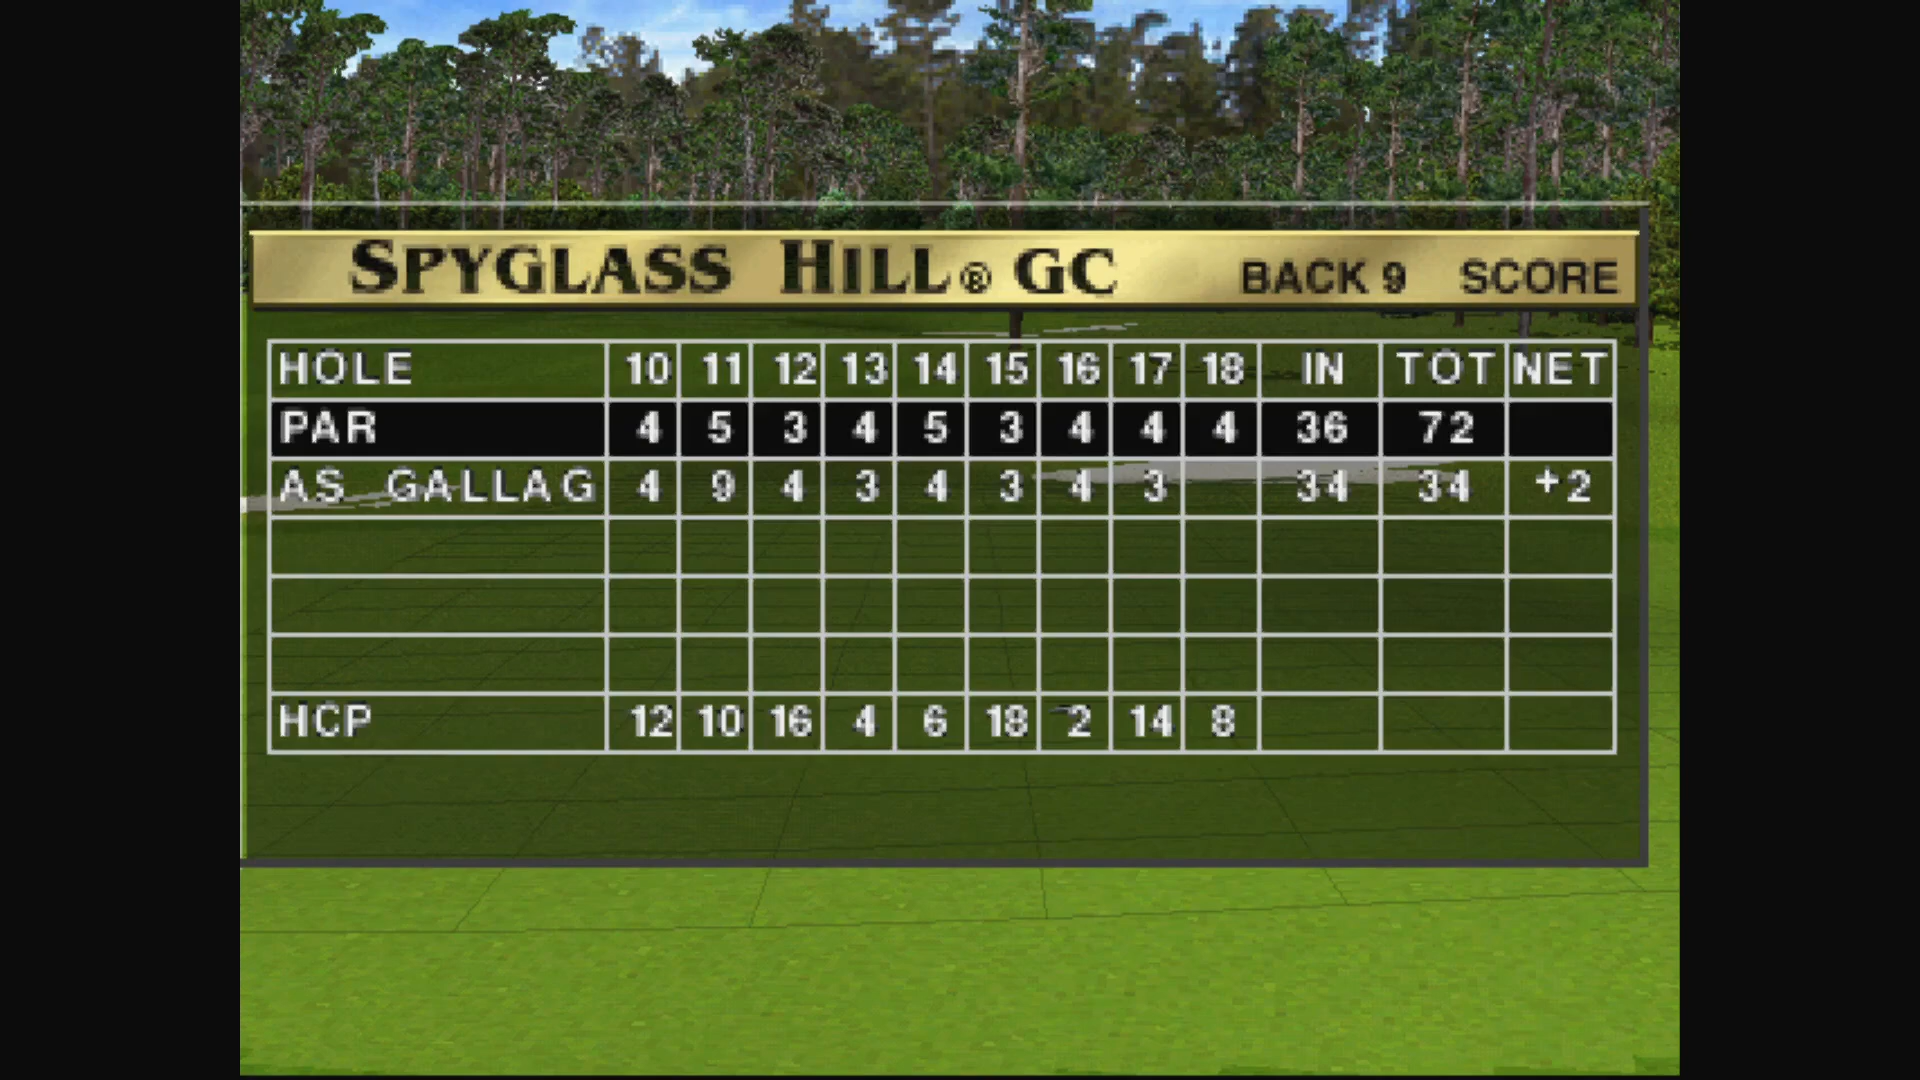 SPYGLASS HILL® GC BACK 9 SCORE
HOLE 10 11 12 13 14 15 16 17 18 IN TOT NET
PAR 4 5 3 4 5 3 4 4 4 36 72
AS GALLAG 4 9 4 3 4 3 4 3 34 34 +2
HCP 12 10 16 4 6 18 2 14 8